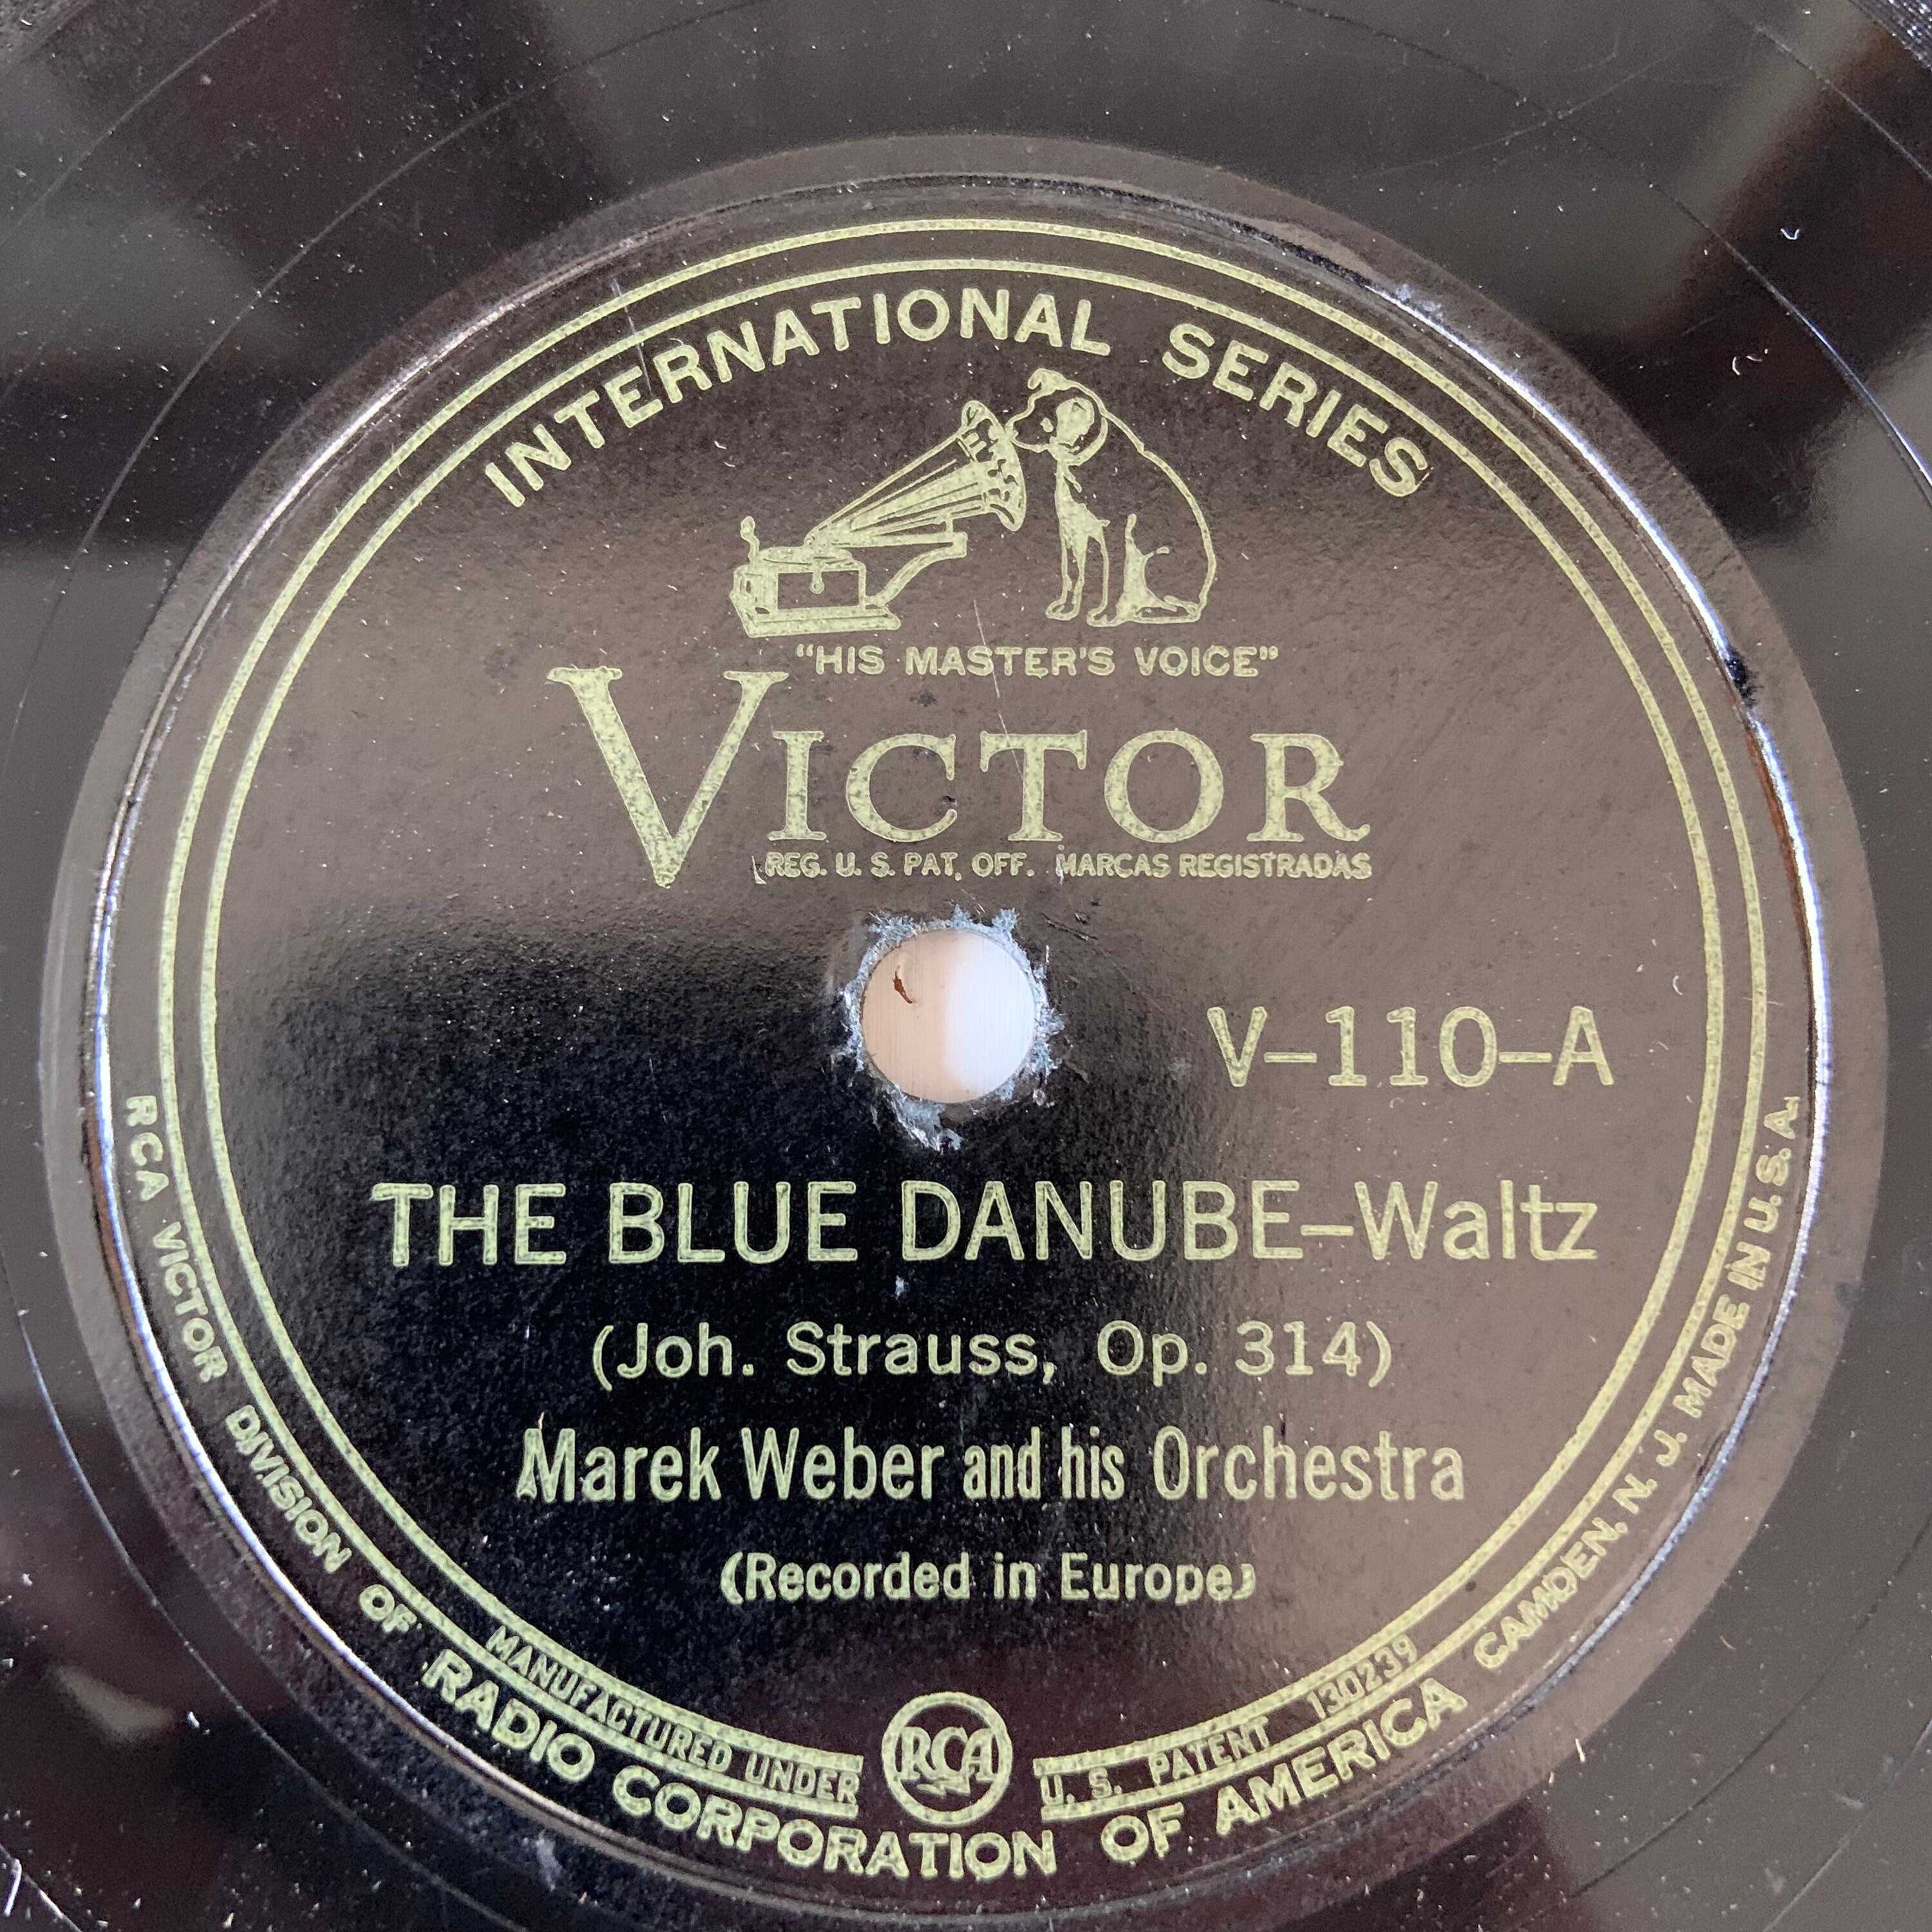 INTERNATIONAL SERIES
"HIS MASTER'S VOICE"
VICTOR
REG. U. S. PAT. OFF. MARCAS REGISTRADAS
V-110-A
THE BLUE DANUBE-Waltz
(Joh. Strauss, Op. 314)
Marek Weber and his Orchestra
(Recorded in Europe)
MANUFACTURED UNDER U. S. PATENT 130239
RCA
RCA VICTOR DIVISION OF RADIO CORPORATION OF AMERICA CAMDEN, N. J. MADE IN U.S.A.